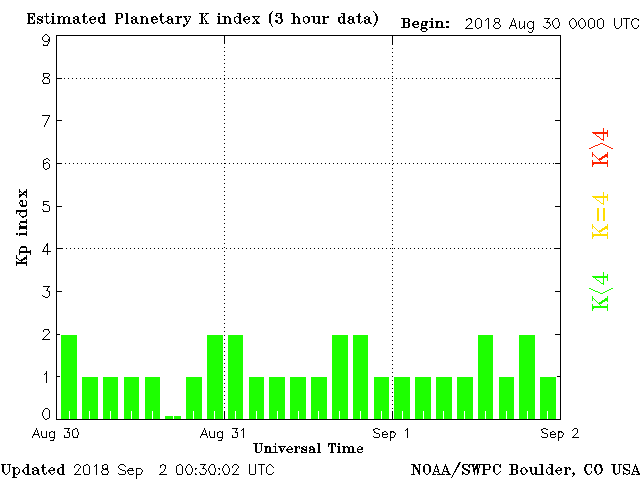 Estimated Planetary K index (3 hour data)
Begin: 2018 Aug 30 0000 UTC
9
8
7
6
5
4
3
2
1
0
Kp index
K>4
K=4
K<4
Aug 30
Aug 31
Sep 1
Sep 2
Universal Time
Updated 2018 Sep 2 00:30:02 UTC
NOAA/SWPC Boulder, CO USA